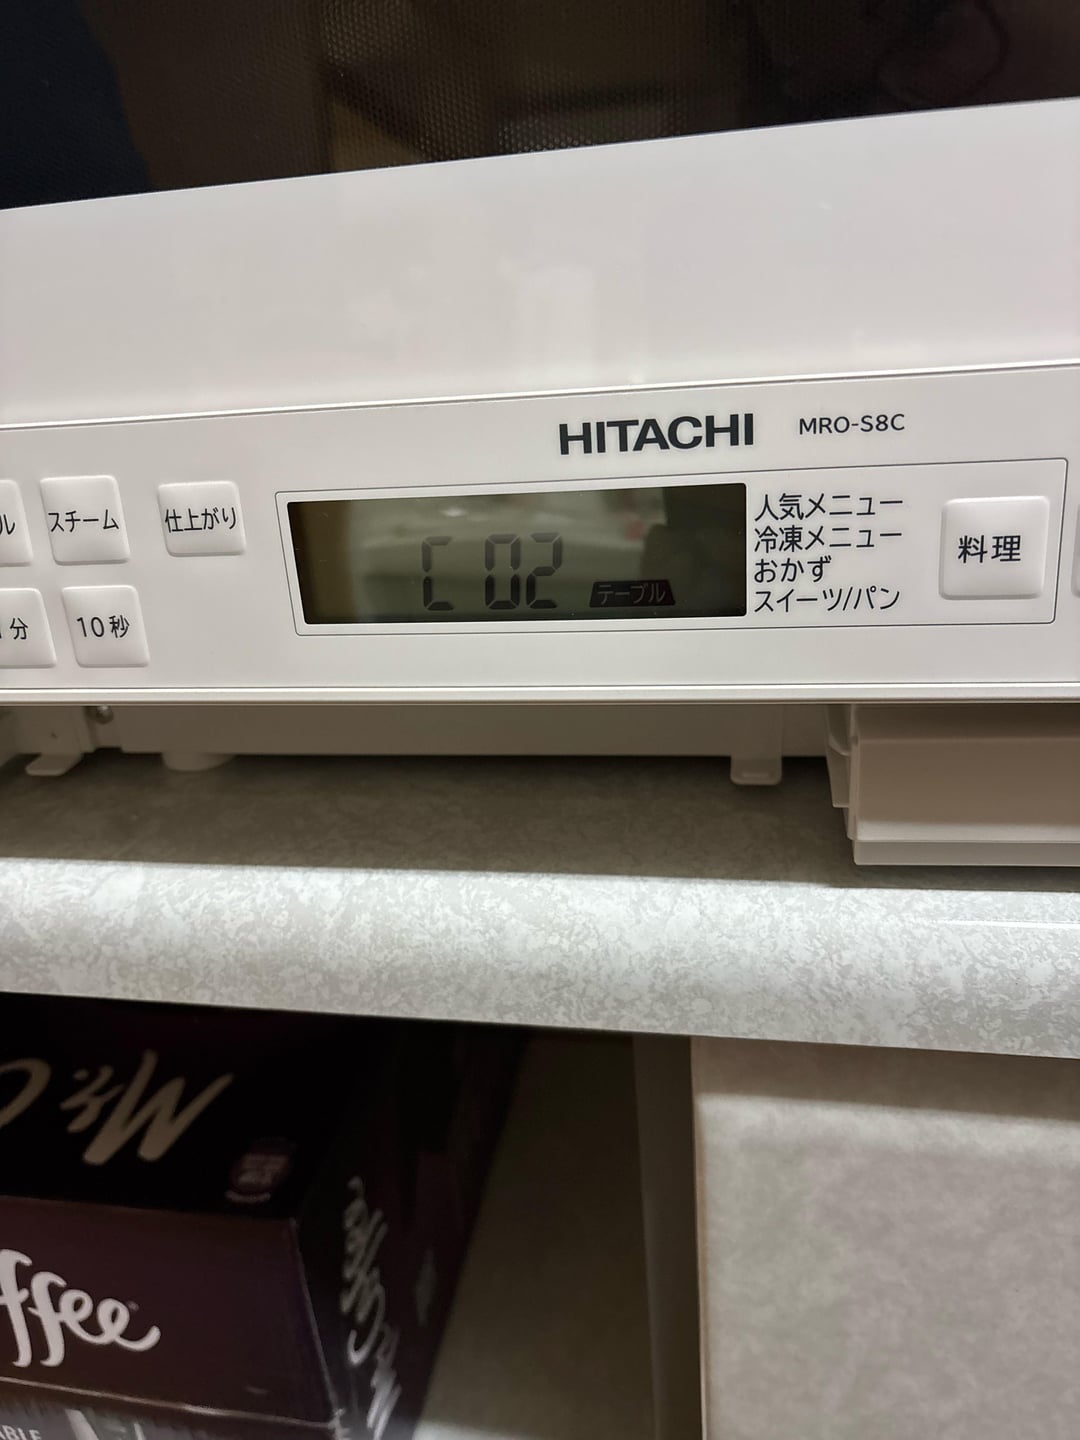 HITACHI MRO-S8C
スチーム
仕上がり
分
10秒
C 02
テーブル
人気メニュー
冷凍メニュー
おかず
スイーツ/パン
料理
ffee